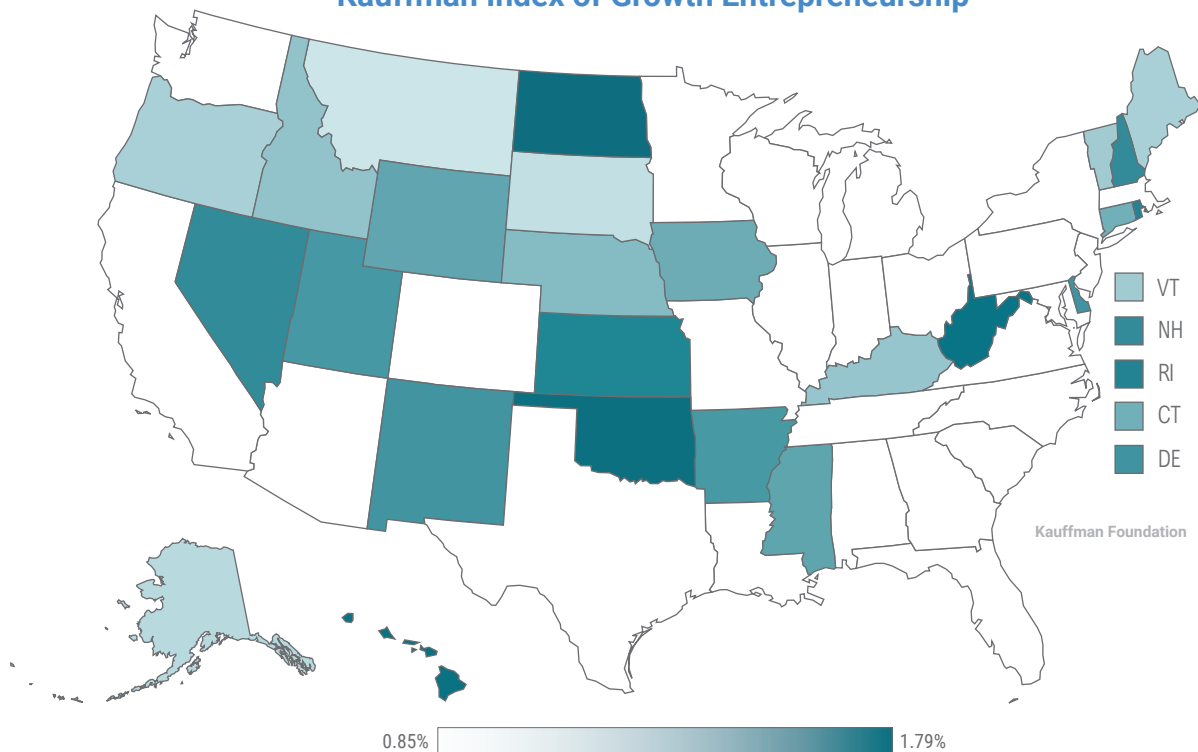 Kauffman Index of Growth Entrepreneurship
VT
NH
RI
CT
DE
Kauffman Foundation
0.85%
1.79%